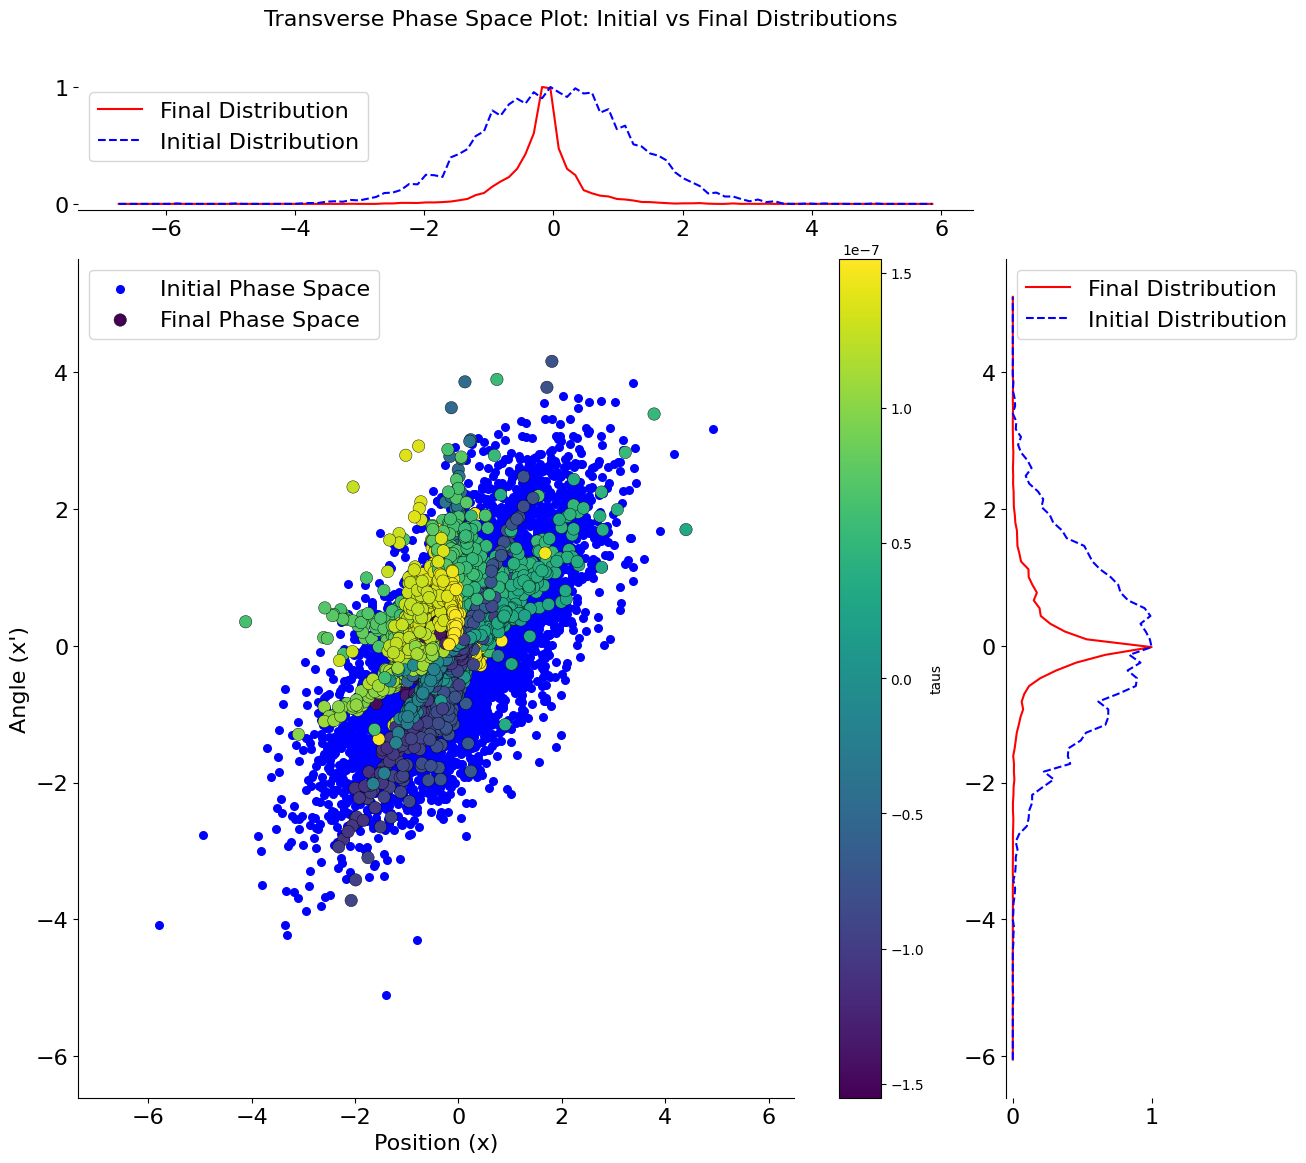 Transverse Phase Space Plot: Initial vs Final Distributions
1
0
Final Distribution
Initial Distribution
−6 −4 −2 0 2 4 6
1e−7
Initial Phase Space
Final Phase Space
4
2
0
−2
−4
−6
Angle (x')
−6 −4 −2 0 2 4 6
Position (x)
1.5
1.0
0.5
0.0
−0.5
−1.0
−1.5
taus
Final Distribution
Initial Distribution
4
2
0
−2
−4
−6
0 1